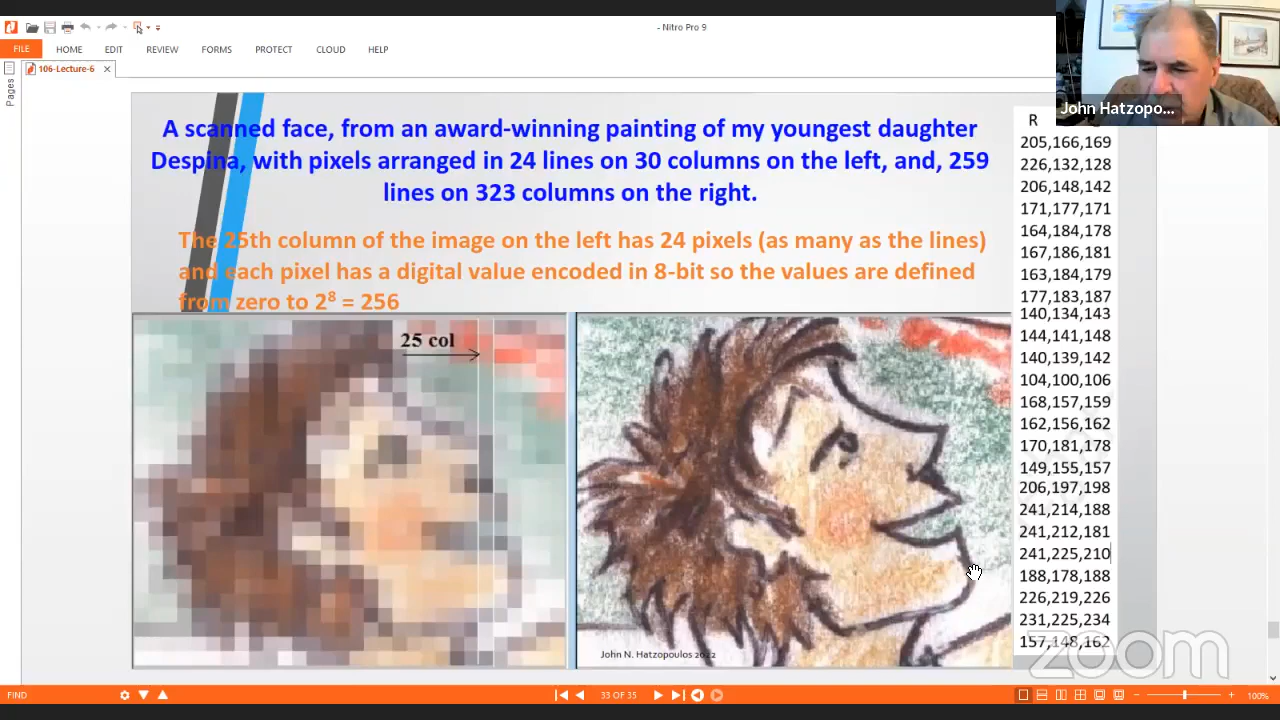 - Nitro Pro 9
FILE HOME EDIT REVIEW FORMS PROTECT CLOUD HELP
Pages
106-Lecture-6
John Hatzopo...
A scanned face, from an award-winning painting of my youngest daughter
Despina, with pixels arranged in 24 lines on 30 columns on the left, and, 259
lines on 323 columns on the right.
The 25th column of the image on the left has 24 pixels (as many as the lines)
and each pixel has a digital value encoded in 8-bit so the values are defined
from zero to 2⁸ = 256
25 col
John N. Hatzopoulos 2022
R
205,166,169
226,132,128
206,148,142
171,177,171
164,184,178
167,186,181
163,184,179
177,183,187
140,134,143
144,141,148
140,139,142
104,100,106
168,157,159
162,156,162
170,181,178
149,155,157
206,197,198
241,214,188
241,212,181
241,225,210
188,178,188
226,219,226
231,225,234
157,148,162
zoom
FIND
33 OF 35
100%